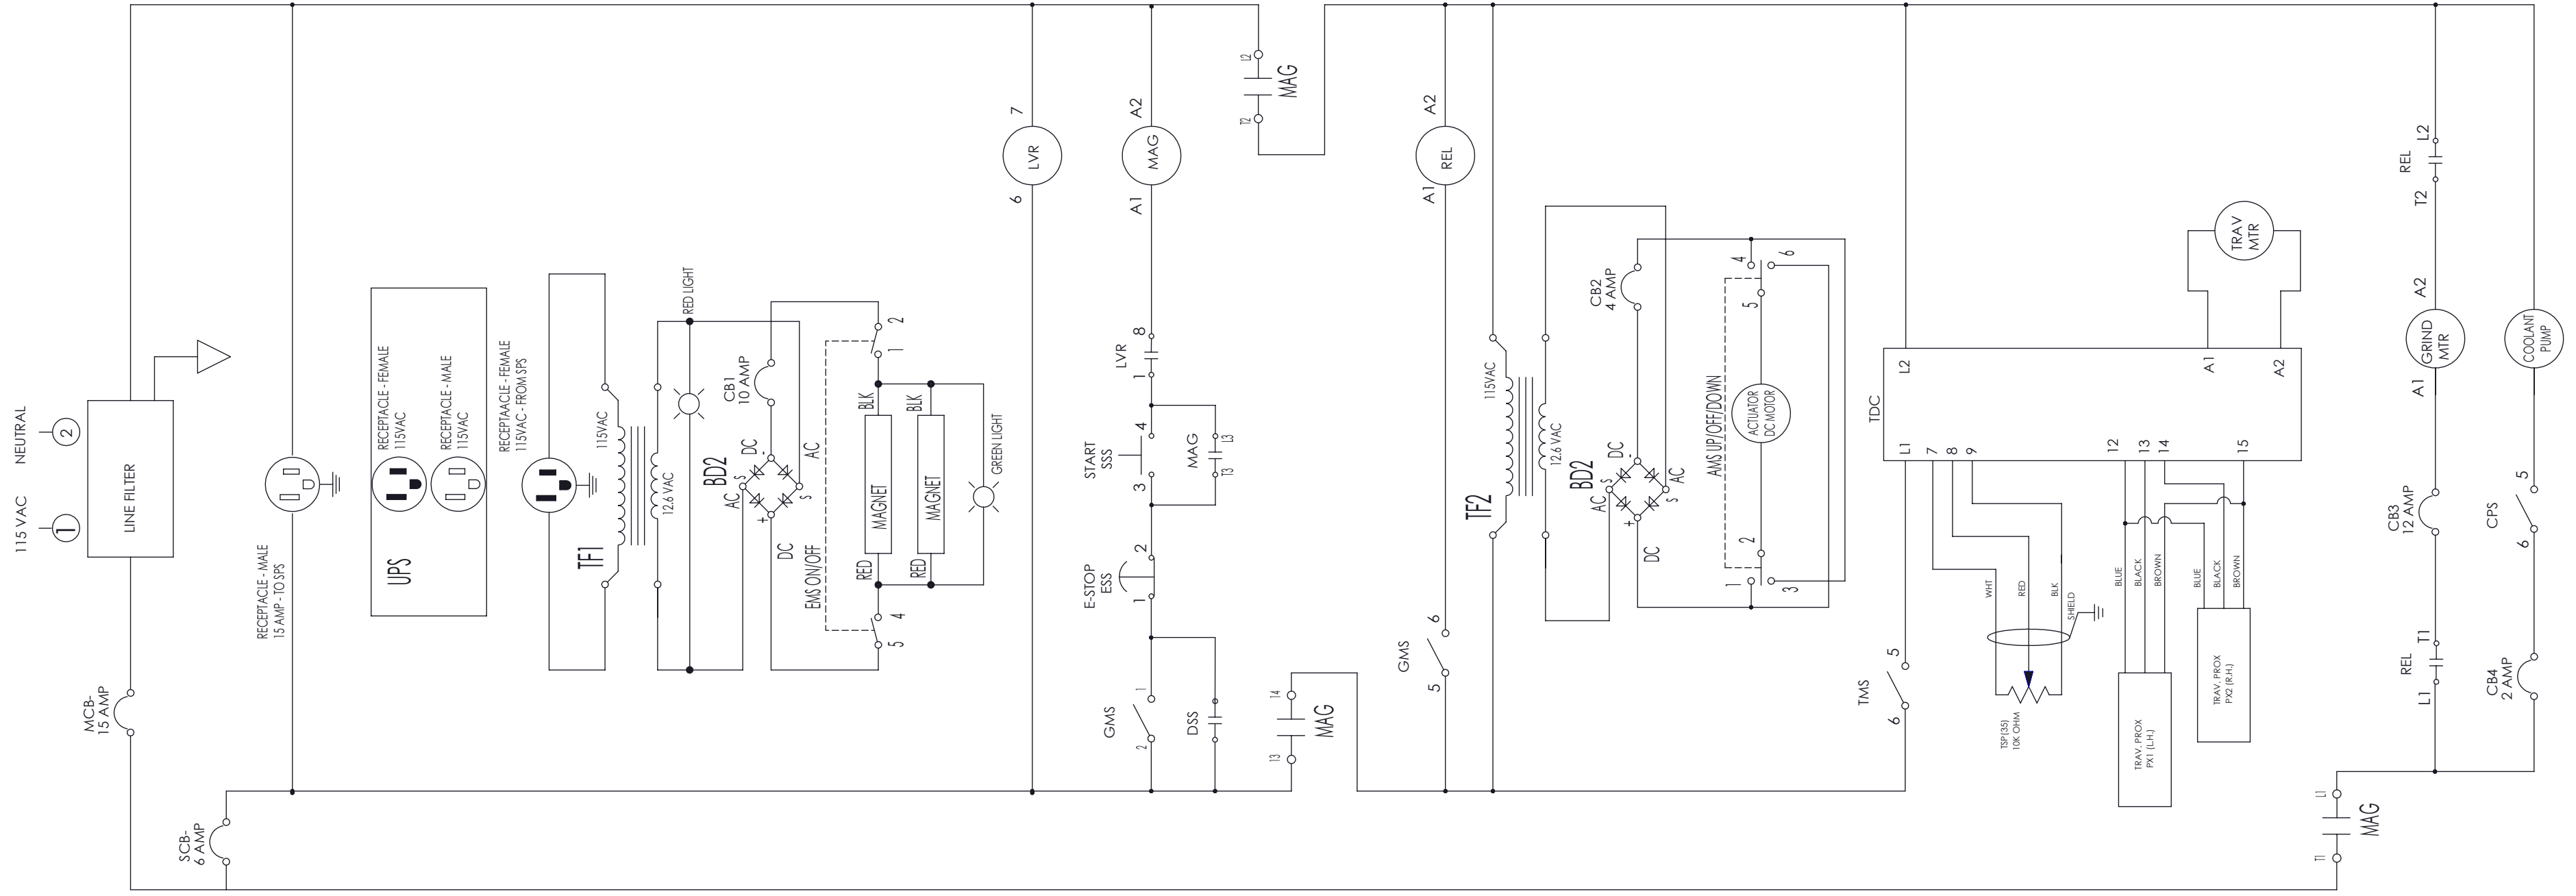 115 VAC
NEUTRAL
1
2
LINE FILTER
MCB-
15 AMP
SCB-
6 AMP
RECEPTACLE - MALE
15 AMP - TO SPS
UPS
RECEPTACLE - FEMALE
115VAC
RECEPTACLE - MALE
115VAC
RECEPTAACLE - FEMALE
115VAC - FROM SPS
TF1
115VAC
12.6 VAC
RED LIGHT
BD2
AC
S
DC
-
+
DC
S
AC
CB1
10 AMP
EMS ON/OFF
5
4
1
2
RED
MAGNET
BLK
RED
MAGNET
BLK
GREEN LIGHT
6
LVR
7
GMS
2
1
DSS
E-STOP
ESS
1
2
START
SSS
3
4
MAG
T3
L3
LVR
1
8
A1
MAG
A2
T2
L2
MAG
13
14
MAG
GMS
5
6
A1
REL
A2
TF2
115VAC
12.6 VAC
BD2
AC
S
DC
-
+
DC
S
AC
CB2
4 AMP
AMS UP/OFF/DOWN
1
2
3
ACTUATOR
DC MOTOR
5
4
6
TMS
6
5
TDC
L1
L2
7
8
9
12
13
14
15
A1
A2
TRAV
MTR
WHT
RED
BLK
SHIELD
TSP(35)
10K OHM
BLUE
BLACK
BROWN
BLUE
BLACK
BROWN
TRAV. PROX
PX1 (L.H.)
TRAV. PROX
PX2 (R.H.)
T1
L1
MAG
L1
REL
T1
CB3
12 AMP
A1
GRIND
MTR
A2
T2
REL
L2
CB4
2 AMP
CPS
6
5
COOLANT
PUMP